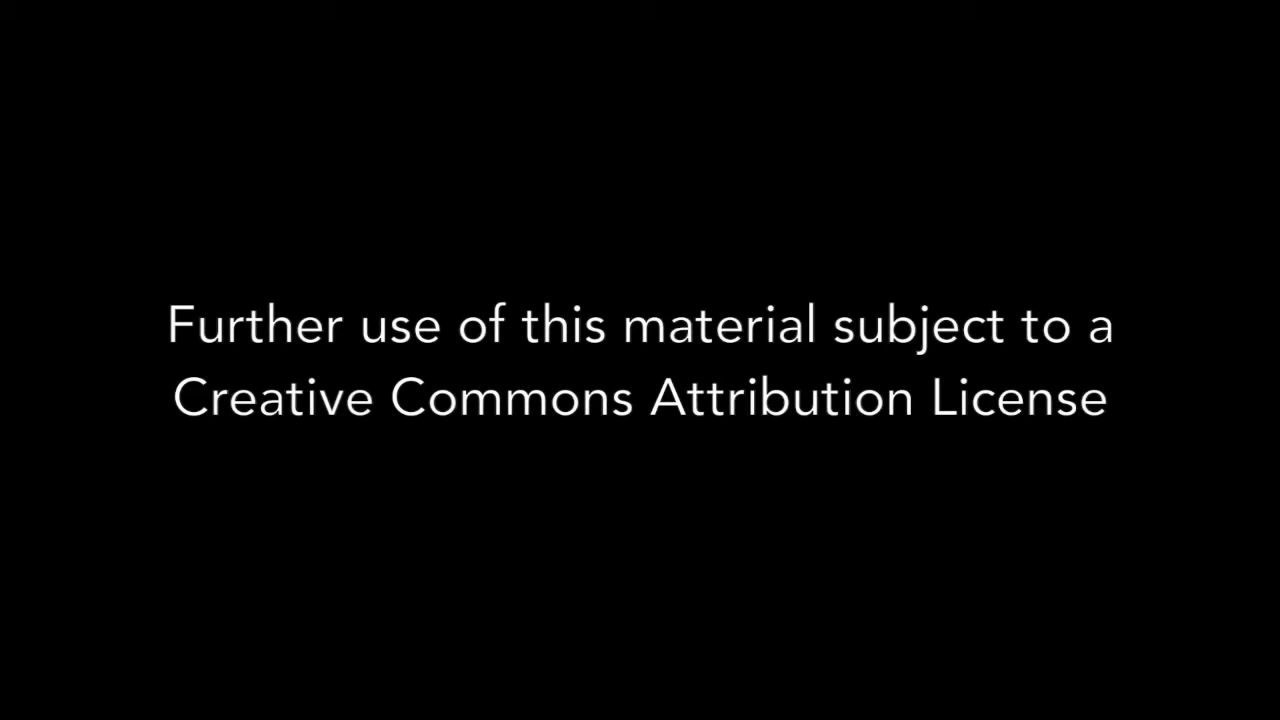 Further use of this material subject to a
Creative Commons Attribution License